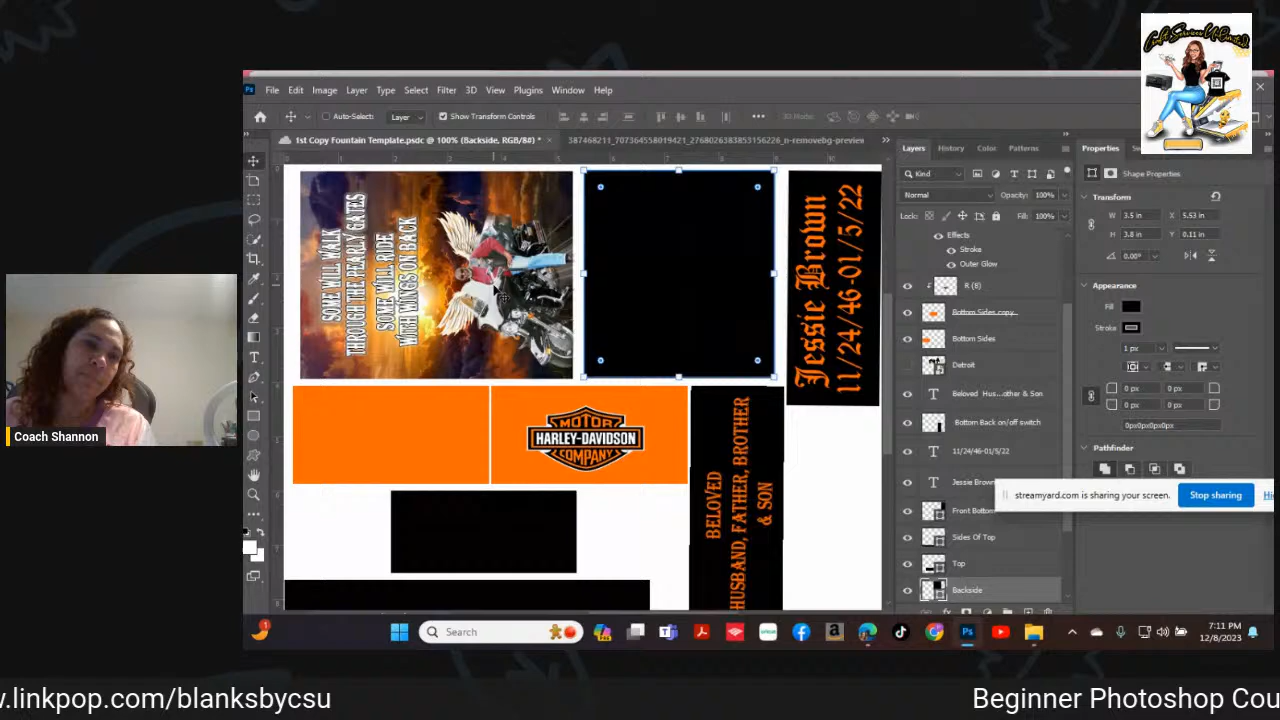 File Edit Image Layer Type Select Filter 3D View Plugins Window Help
Auto-Select: Layer Show Transform Controls 3D Mode:
1st Copy Fountain Template.psdc @ 100% (Backside, RGB/8#) *
387468211_707364558019421_2768026383853156226_n-removebg-preview
Layers History Colors Patterns
Properties
Kind
Normal Opacity: 100%
Lock: Fill: 100%
Effects
Stroke
Outer Glow
R (8)
Bottom Sides copy
Bottom Sides
Detroit
Beloved Hus...ather & Son
Bottom Back on/off switch
11/24/46-01/5/22
Jessie Brown
Front Bottom
Sides Of Top
Top
Backside
Shape Properties
Transform
W 3.5 in X 5.53 in
H 3.8 in Y 0.11 in
0.00°
Appearance
Fill
Stroke
1 px
0 px 0 px
0 px 0 px
0px0px0px0px
Pathfinder
SOME WILL WALK
THROUGH THE PEARLY GATES
SOME WILL RIDE
WITH WINGS ON BACK
Jessie Brown
11/24/46-01/5/22
MOTOR
HARLEY-DAVIDSON
COMPANY
BELOVED
HUSBAND, FATHER, BROTHER
& SON
streamyard.com is sharing your screen. Stop sharing
Coach Shannon
Search
7:11 PM
12/8/2023
w.linkpop.com/blanksbycsu
Beginner Photoshop Cou